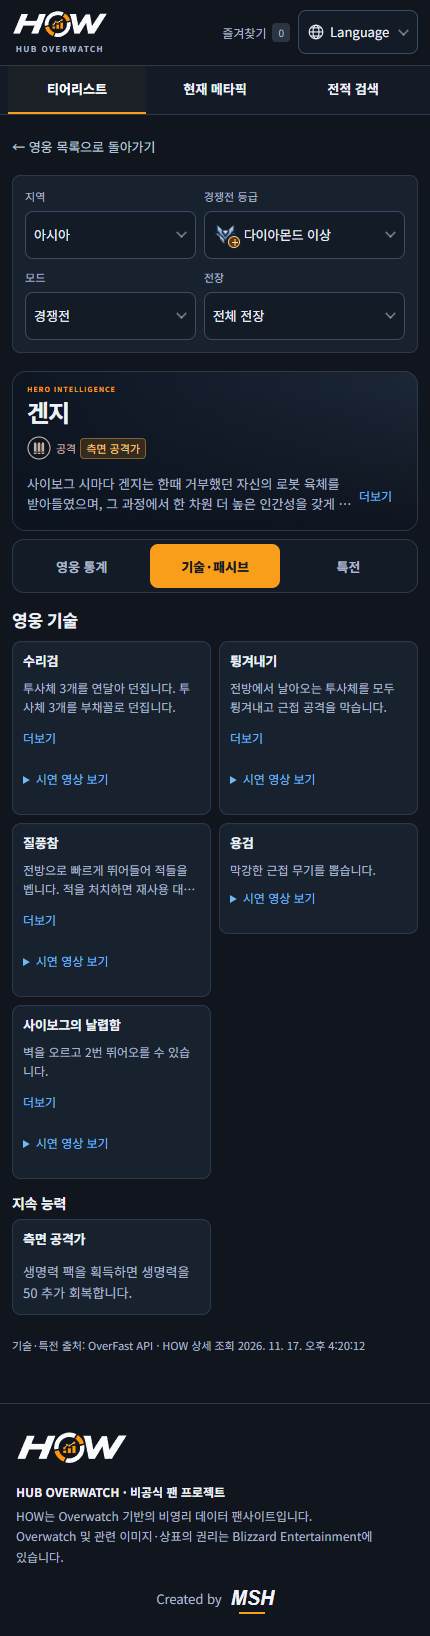 HOW
HUB OVERWATCH
즐겨찾기 0
Language
티어리스트 현재 메타픽 전적 검색
← 영웅 목록으로 돌아가기
지역 경쟁전 등급
아시아 다이아몬드 이상
모드 전장
경쟁전 전체 전장
HERO INTELLIGENCE
겐지
공격 측면 공격가
사이보그 시마다 겐지는 한때 거부했던 자신의 로봇 육체를
받아들였으며, 그 과정에서 한 차원 더 높은 인간성을 갖게 … 더보기
영웅 통계 기술·패시브 특전
영웅 기술
수리검
투사체 3개를 연달아 던집니다. 투
사체 3개를 부채꼴로 던집니다.
더보기
▶ 시연 영상 보기
튕겨내기
전방에서 날아오는 투사체를 모두
튕겨내고 근접 공격을 막습니다.
더보기
▶ 시연 영상 보기
질풍참
전방으로 빠르게 뛰어들어 적들을
벱니다. 적을 처치하면 재사용 대…
더보기
▶ 시연 영상 보기
용검
막강한 근접 무기를 뽑습니다.
▶ 시연 영상 보기
사이보그의 날렵함
벽을 오르고 2번 뛰어오를 수 있습
니다.
더보기
▶ 시연 영상 보기
지속 능력
측면 공격가
생명력 팩을 획득하면 생명력을
50 추가 회복합니다.
기술·특전 출처: OverFast API · HOW 상세 조회 2026. 11. 17. 오후 4:20:12
HOW
HUB OVERWATCH · 비공식 팬 프로젝트
HOW는 Overwatch 기반의 비영리 데이터 팬사이트입니다.
Overwatch 및 관련 이미지·상표의 권리는 Blizzard Entertainment에
있습니다.
Created by MSH